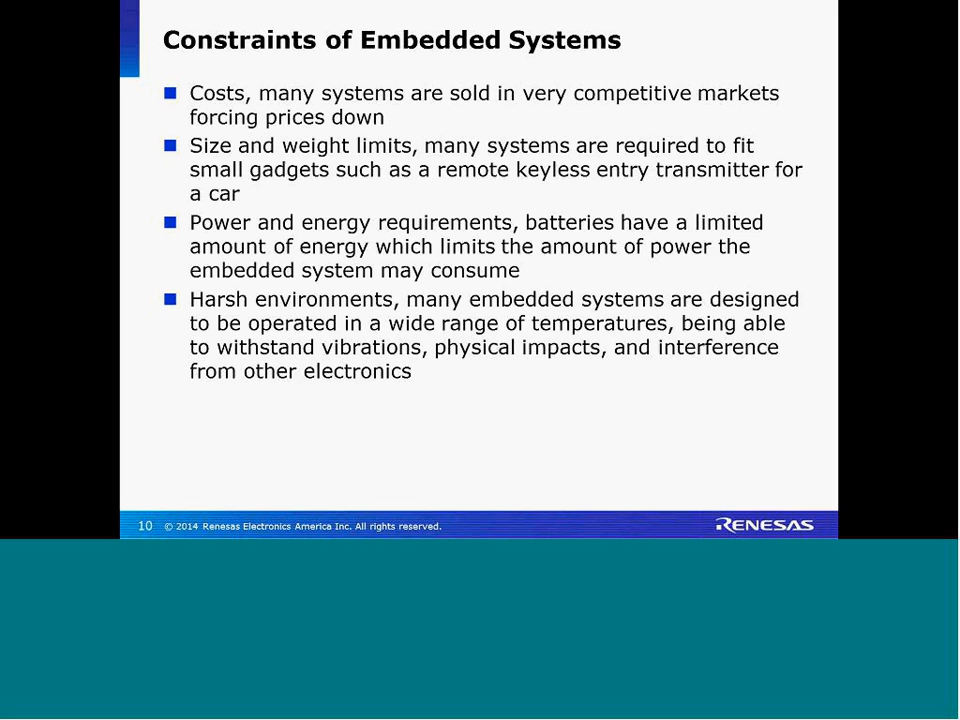 Constraints of Embedded Systems
Costs, many systems are sold in very competitive markets
forcing prices down
Size and weight limits, many systems are required to fit
small gadgets such as a remote keyless entry transmitter for
a car
Power and energy requirements, batteries have a limited
amount of energy which limits the amount of power the
embedded system may consume
Harsh environments, many embedded systems are designed
to be operated in a wide range of temperatures, being able
to withstand vibrations, physical impacts, and interference
from other electronics
10 © 2014 Renesas Electronics America Inc. All rights reserved. RENESAS